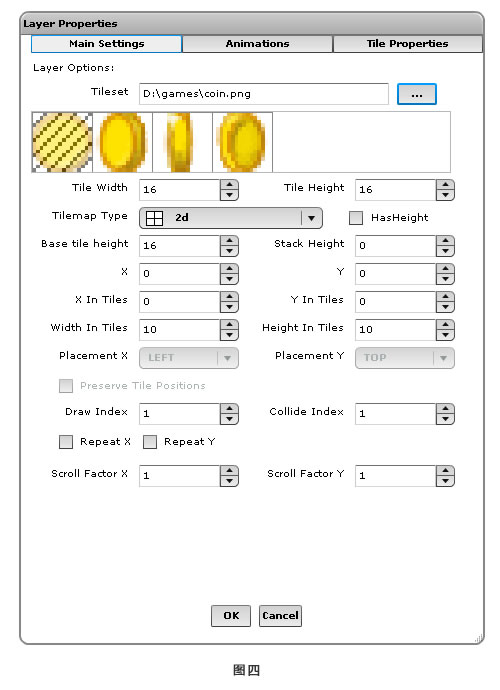 Layer Properties
Main Settings Animations Tile Properties
Layer Options:
Tileset D:\games\coin.png ...
Tile Width 16 Tile Height 16
Tilemap Type 2d HasHeight
Base tile height 16 Stack Height 0
X 0 Y 0
X In Tiles 0 Y In Tiles 0
Width In Tiles 10 Height In Tiles 10
Placement X LEFT Placement Y TOP
Preserve Tile Positions
Draw Index 1 Collide Index 1
Repeat X Repeat Y
Scroll Factor X 1 Scroll Factor Y 1
OK Cancel
图四